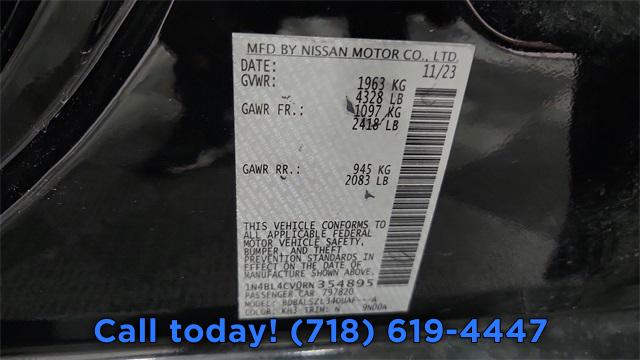 MFD BY NISSAN MOTOR CO., LTD.
DATE: 11/23
GVWR: 1963 KG
4328 LB
GAWR FR.: 1097 KG
2418 LB
GAWR RR.: 945 KG
2083 LB
THIS VEHICLE CONFORMS TO
ALL APPLICABLE FEDERAL
MOTOR VEHICLE SAFETY,
BUMPER, AND THEFT
PREVENTION STANDARDS IN
EFFECT ON THE DATE OF
MANUFACTURE SHOWN ABOVE.
1N4BL4CV0RN354895
PASSENGER CAR 797820
MODEL:
COLOR: KH3 TRIM: N
Call today! (718) 619-4447